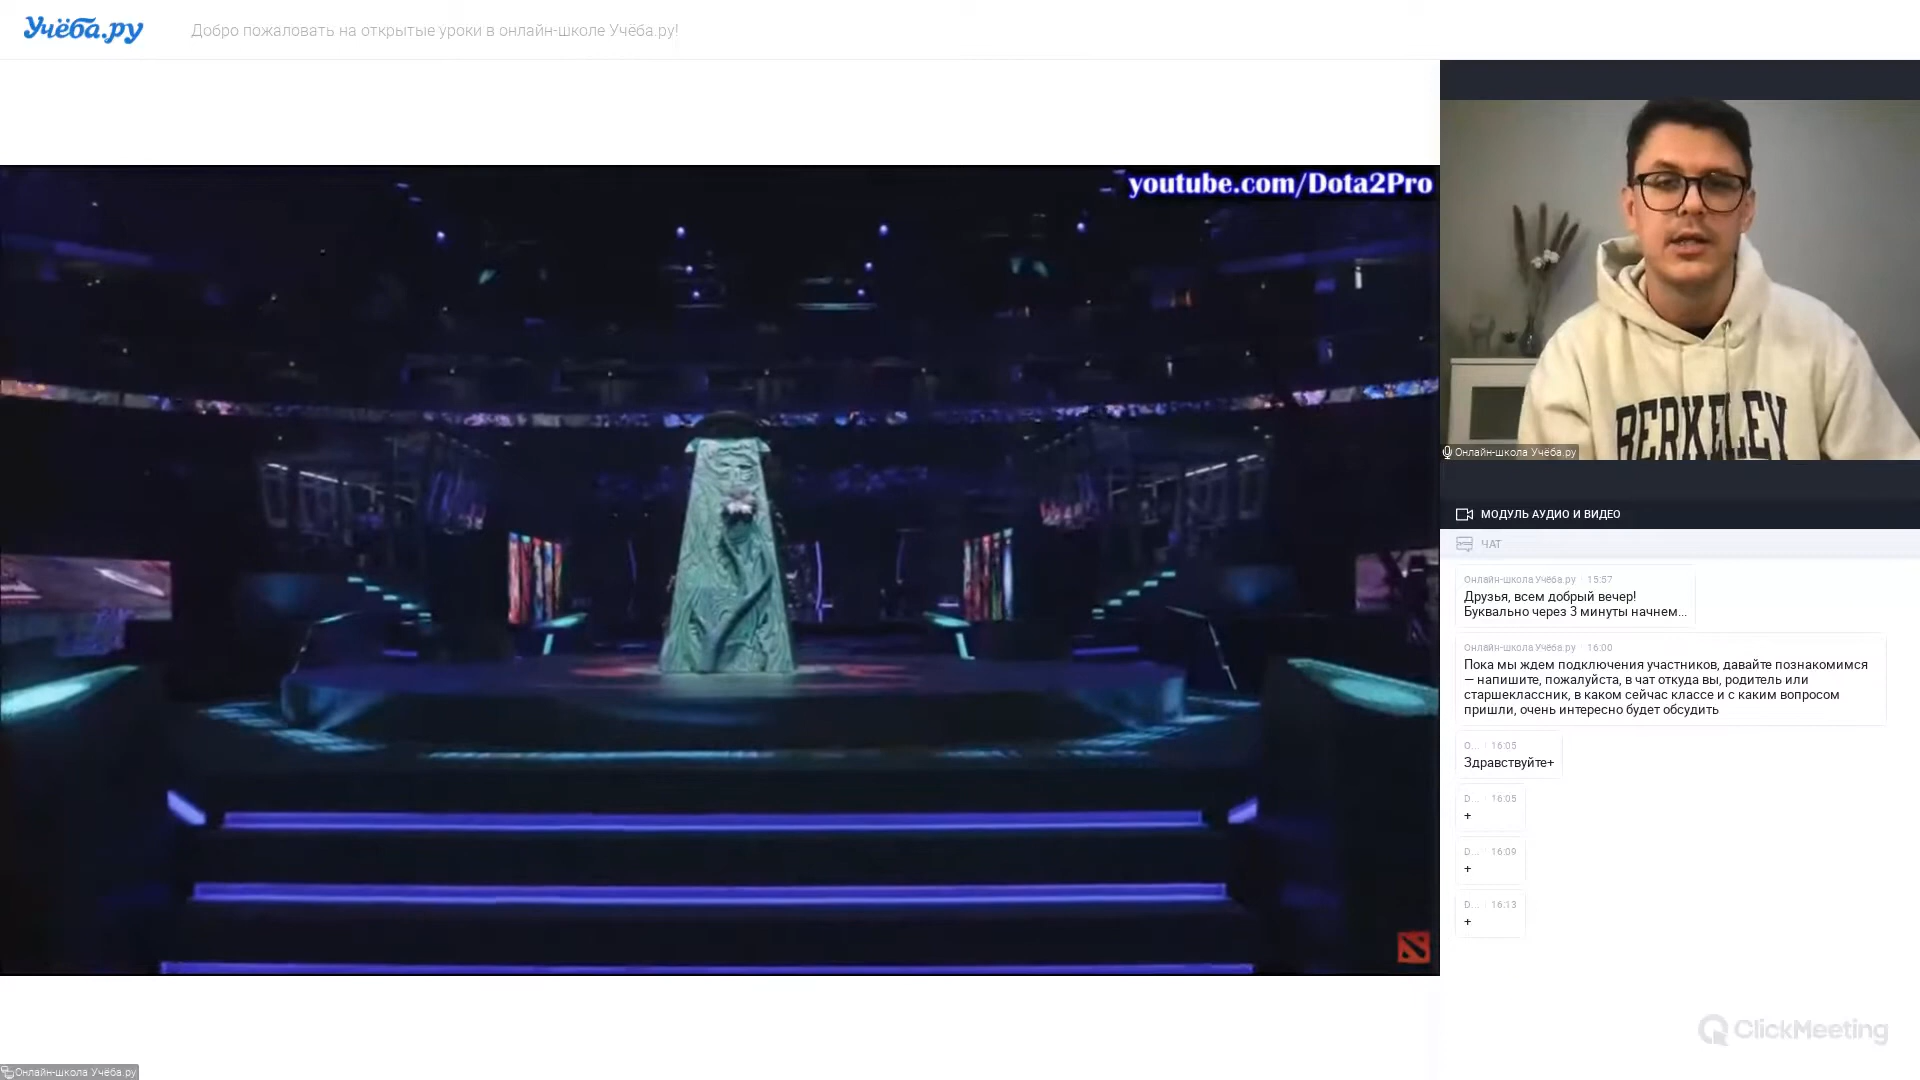 Учёба.ру
Добро пожаловать на открытые уроки в онлайн-школе Учёба.ру!
youtube.com/Dota2Pro
BERKELEY
Онлайн-школа Учёба.ру
МОДУЛЬ АУДИО И ВИДЕО
ЧАТ
Онлайн-школа Учёба.ру 15:57
Друзья, всем добрый вечер!
Буквально через 3 минуты начнем...
Онлайн-школа Учёба.ру 16:00
Пока мы ждем подключения участников, давайте познакомимся
— напишите, пожалуйста, в чат откуда вы, родитель или
старшеклассник, в каком сейчас классе и с каким вопросом
пришли, очень интересно будет обсудить
О... 16:05
Здравствуйте+
D... 16:05
+
D... 16:09
+
D... 16:13
+
ClickMeeting
Онлайн-школа Учёба.ру